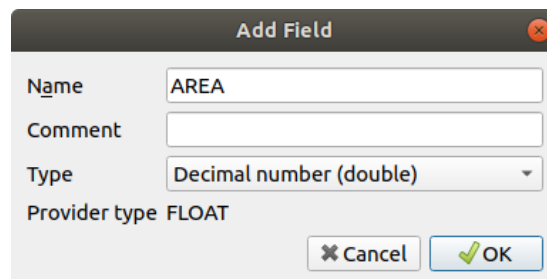 Add Field
Name AREA
Comment
Type Decimal number (double)
Provider type FLOAT
Cancel OK